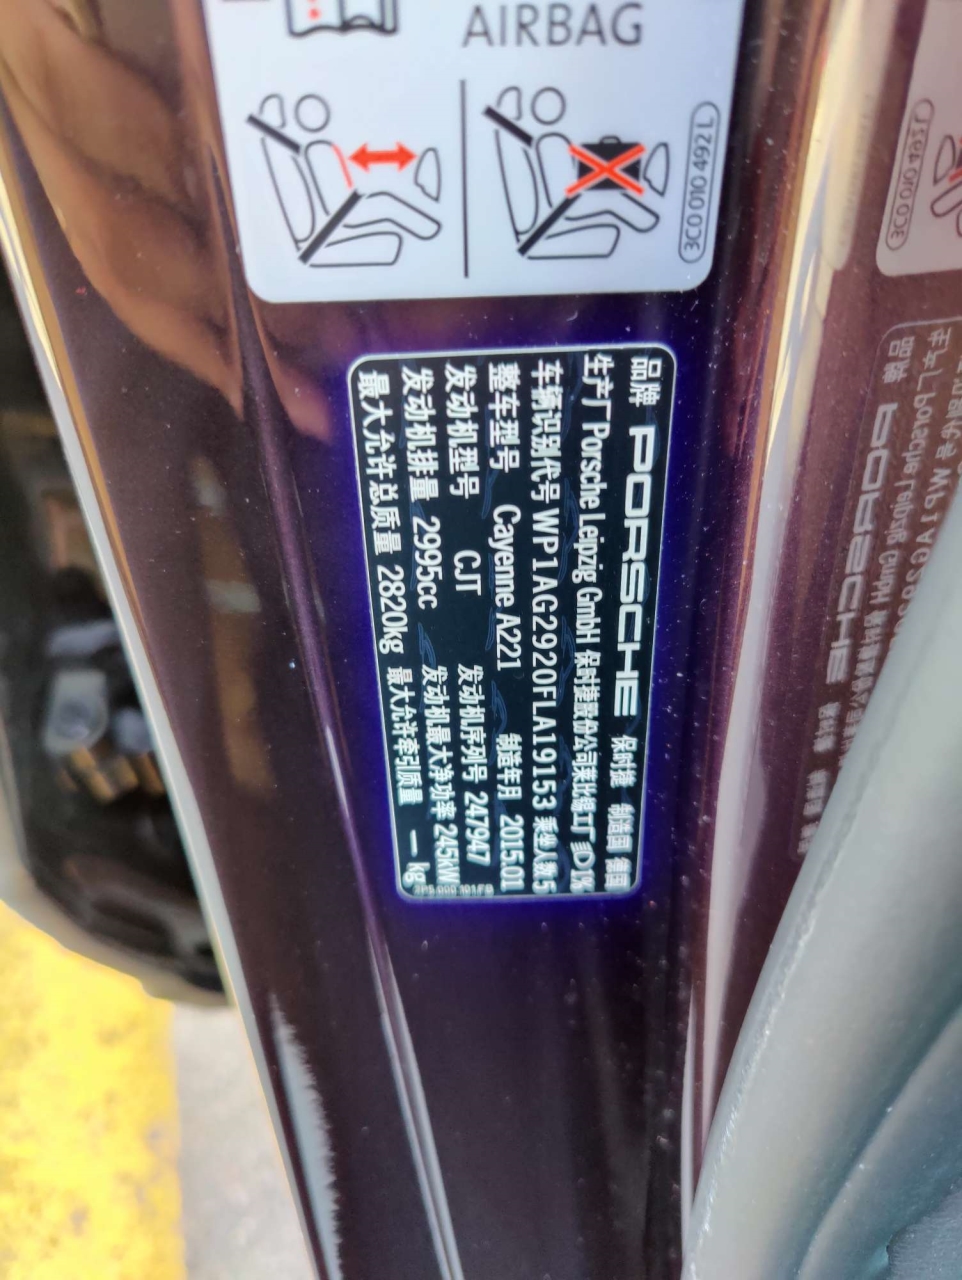 AIRBAG
3C0 010 492 L
品牌 PORSCHE 保时捷 制造国 德国
生产厂 Porsche Leipzig GmbH 保时捷股份公司莱比锡工厂
车辆识别代号 WP1AG2920FLA19153 乘坐人数 5
整车型号 Cayenne A221 制造年月 2015.01
发动机型号 CJT 发动机序列号 247947
发动机排量 2995cc 发动机最大净功率 245kW
最大允许总质量 2820kg 最大允许牵引质量 — kg